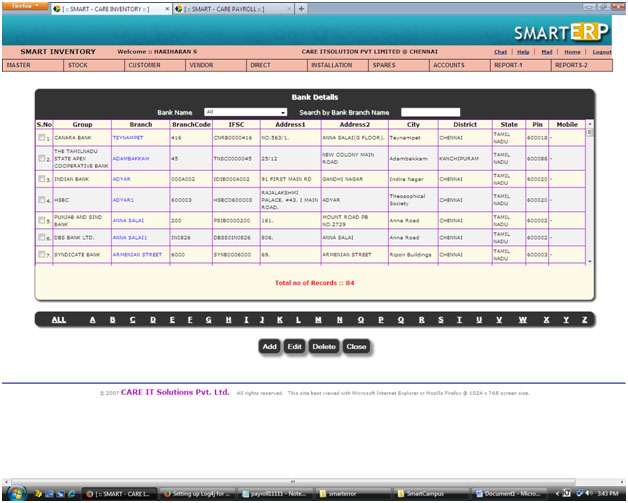 firefox
[ :: SMART - CARE INVENTORY :: ]
[ :: SMART - CARE PAYROLL :: ]
SMARTERP
SMART INVENTORY Welcome :: HARIHARAN S CARE ITSOLUTION PVT LIMITED @ CHENNAI Chat | Help | Mail | Home | Logout
MASTER STOCK CUSTOMER VENDOR DIRECT INSTALLATION SPARES ACCOUNTS REPORT-1 REPORTS-2
Bank Details
Bank Name All Search by Bank Branch Name
S.No Group Branch BranchCode IFSC Address1 Address2 City District State Pin Mobile
1. CANARA BANK TEYNAMPET 416 CNRB0000416 NO.563/1, ANNA SALAI(G FLOOR), Teynampet CHENNAI TAMIL NADU 600018 -
2. THE TAMILNADU STATE APEX COOPERATIVE BANK ADAMBAKKAM 45 TNSC0000045 25/12 NEW COLONY MAIN ROAD Adambakkam KANCHIPURAM TAMIL NADU 600088 -
3. INDIAN BANK ADYAR 000A002 IDIB000A002 91 FIRST MAIN RD GANDHI NAGAR Indira Nagar CHENNAI TAMIL NADU 600020 -
4. HSBC ADYAR1 600003 HSBC0600003 RAJALAKSHMI PALACE, #43, I MAIN ROAD, ADYAR Theosophical Society CHENNAI TAMIL NADU 600020 -
5. PUNJAB AND SIND BANK ANNA SALAI 200 PSIB0000200 161, MOUNT ROAD PB NO.2729 Anna Road CHENNAI TAMIL NADU 600002 -
6. DBS BANK LTD. ANNA SALAI1 IN0826 DBSS0IN0826 806, ANNA SALAI Anna Road CHENNAI TAMIL NADU 600002 -
7. SYNDICATE BANK ARMENIAN STREET 6000 SYNB0006000 69, ARMENIAN STREET Ripon Buildings CHENNAI TAMIL NADU 600003 -
Total no of Records :: 84
ALL A B C D E F G H I J K L M N O P Q R S T U V W X Y Z
Add Edit Delete Close
© 2007 CARE IT Solutions Pvt. Ltd. All rights reserved. This site best viewed with Microsoft Internet Explorer or Mozilla Firefox @ 1024 x 768 screen size.
[ :: SMART - CARE I... Setting up Log4j for ... payroll11111 - Note... smarterror SmartCampus Document1 - Micro... 3:43 PM